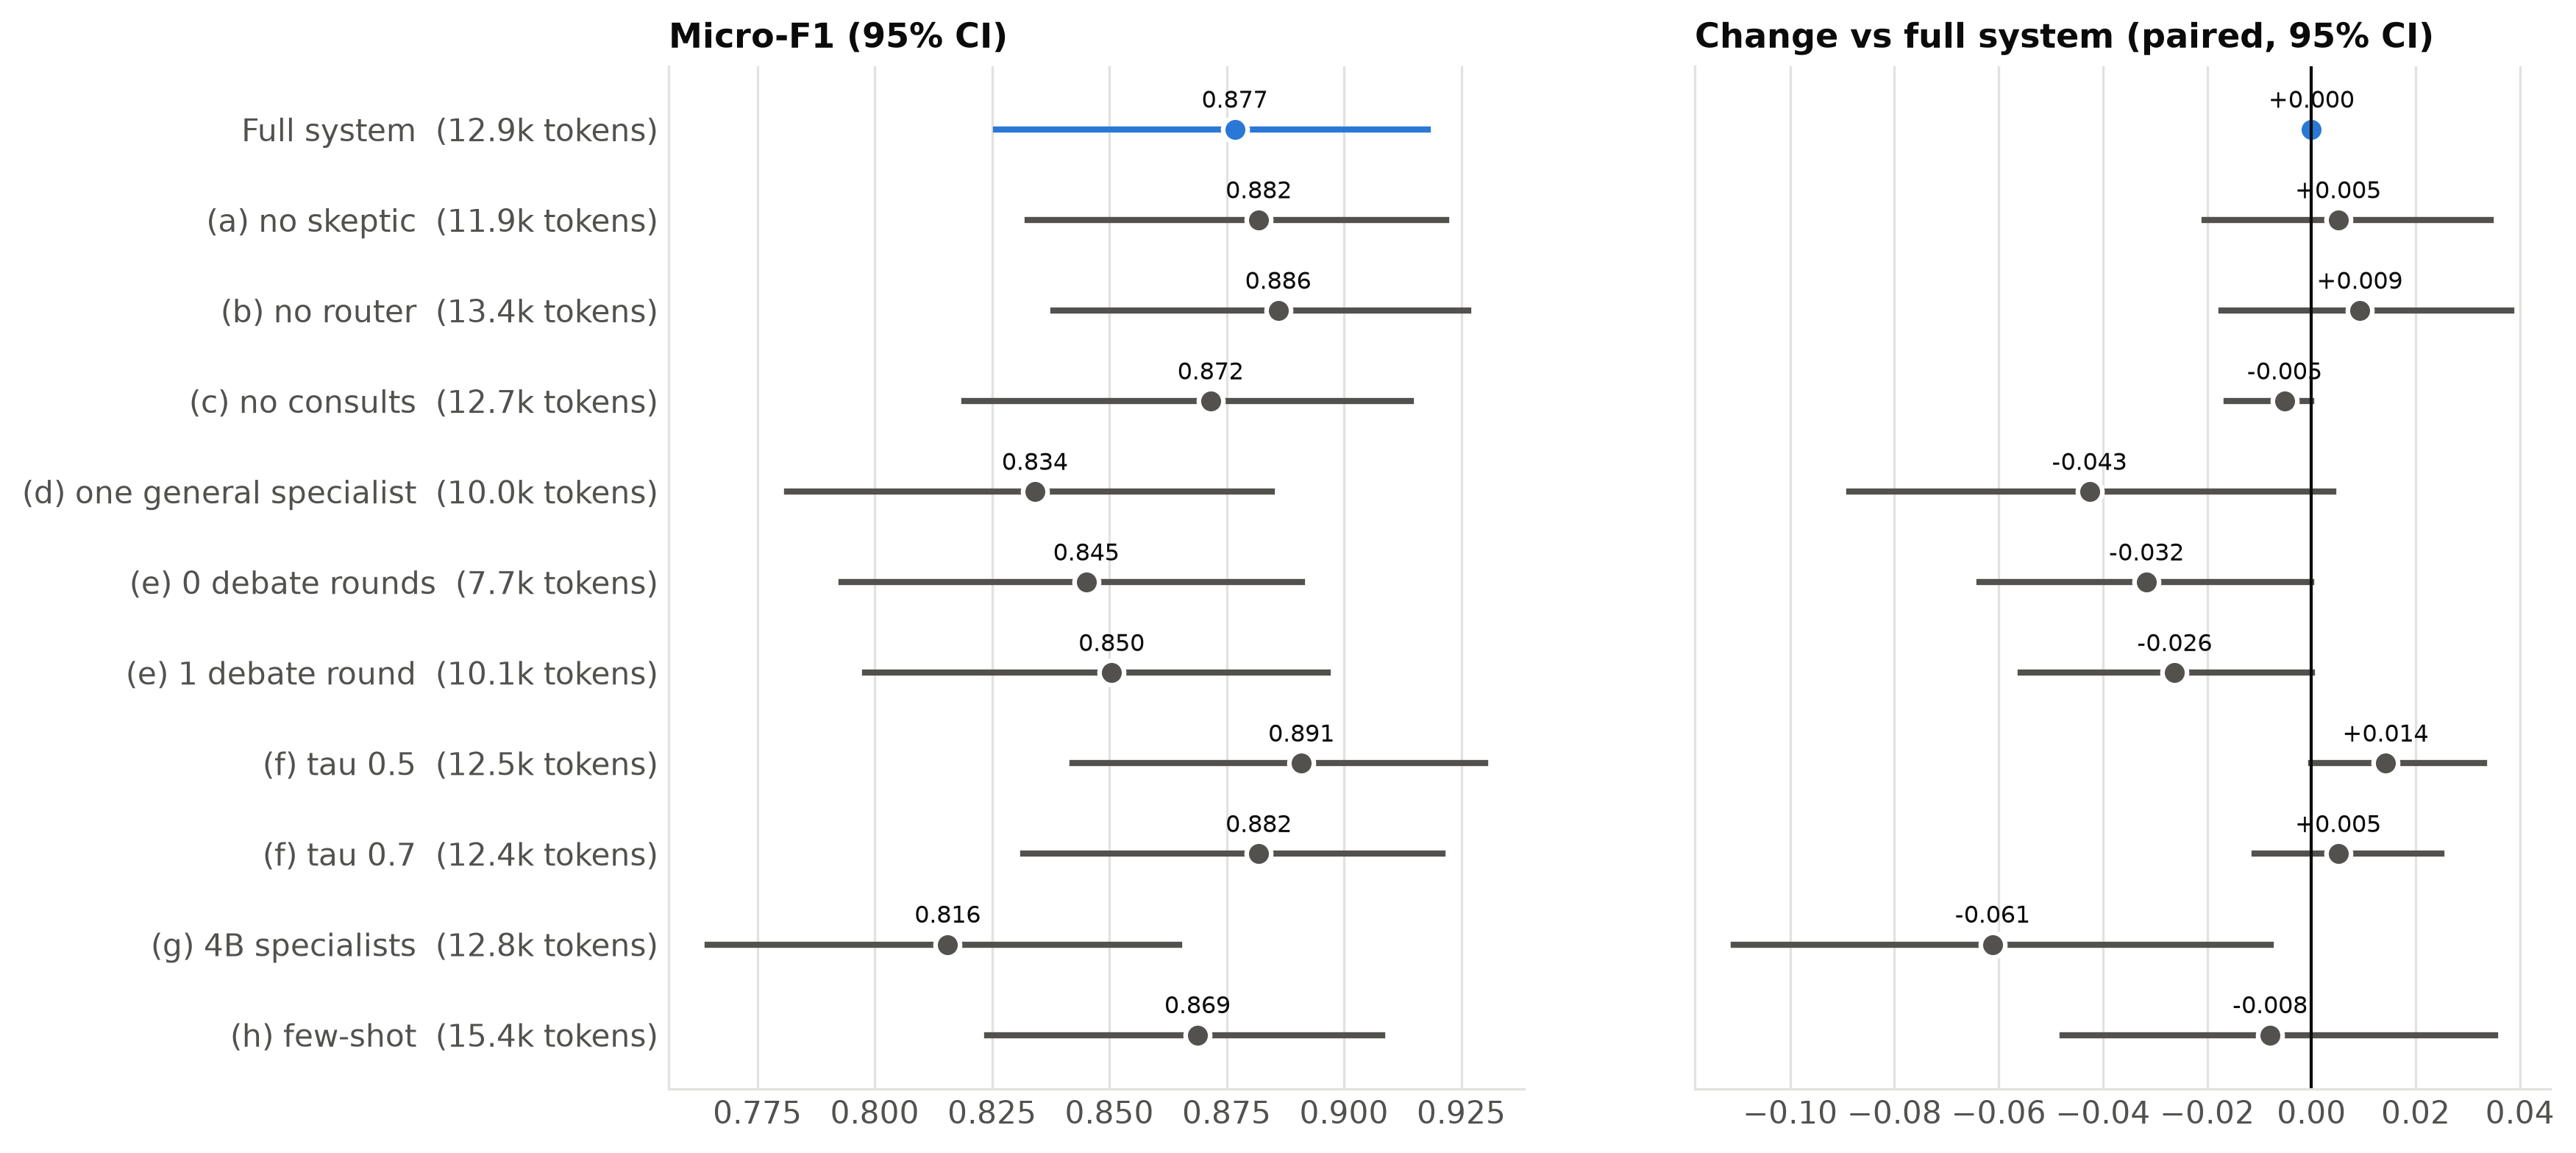 Micro-F1 (95% CI)
Change vs full system (paired, 95% CI)
Full system (12.9k tokens) 0.877 +0.000
(a) no skeptic (11.9k tokens) 0.882 +0.005
(b) no router (13.4k tokens) 0.886 +0.009
(c) no consults (12.7k tokens) 0.872 -0.005
(d) one general specialist (10.0k tokens) 0.834 -0.043
(e) 0 debate rounds (7.7k tokens) 0.845 -0.032
(e) 1 debate round (10.1k tokens) 0.850 -0.026
(f) tau 0.5 (12.5k tokens) 0.891 +0.014
(f) tau 0.7 (12.4k tokens) 0.882 +0.005
(g) 4B specialists (12.8k tokens) 0.816 -0.061
(h) few-shot (15.4k tokens) 0.869 -0.008
0.775 0.800 0.825 0.850 0.875 0.900 0.925
−0.10 −0.08 −0.06 −0.04 −0.02 0.00 0.02 0.04